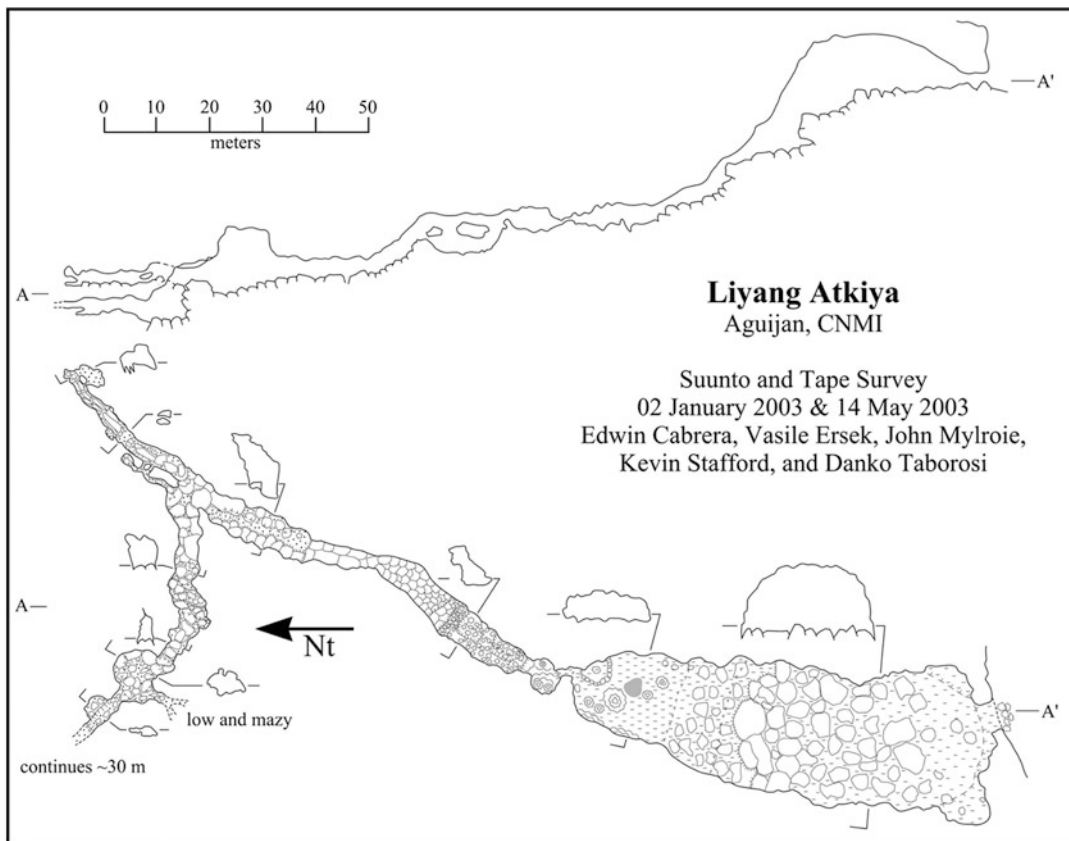 0 10 20 30 40 50
meters
A'
A
Liyang Atkiya
Aguijan, CNMI
Suunto and Tape Survey
02 January 2003 & 14 May 2003
Edwin Cabrera, Vasile Ersek, John Mylroie,
Kevin Stafford, and Danko Taborosi
A
Nt
A'
low and mazy
continues ~30 m